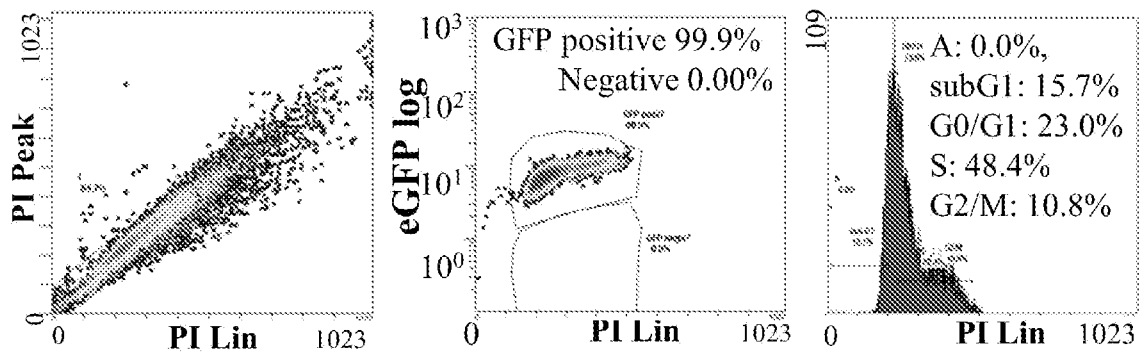 1023
PI Peak
0
0
PI Lin
1023
10³
GFP positive 99.9%
Negative 0.00%
10²
eGFP log
10¹
10⁰
0
PI Lin
1023
109
A: 0.0%,
subG1: 15.7%
G0/G1: 23.0%
S: 48.4%
G2/M: 10.8%
0
PI Lin
1023